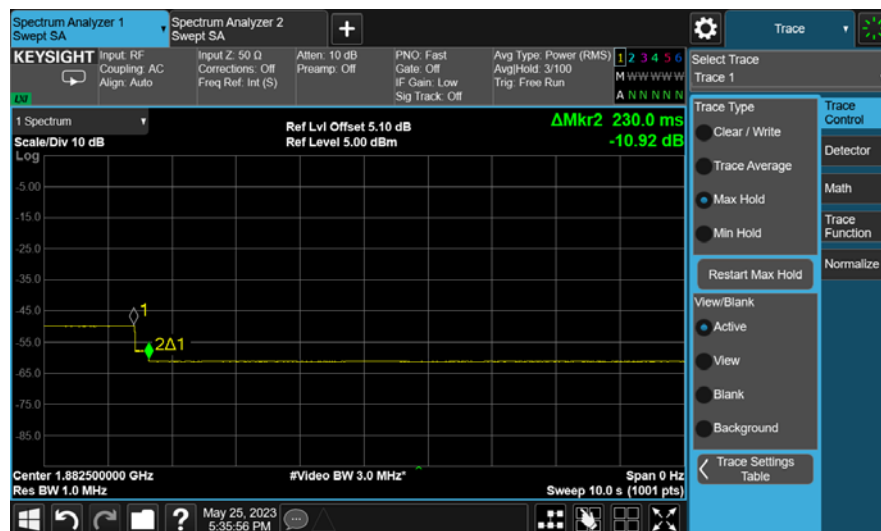 Spectrum Analyzer 1
Swept SA
Spectrum Analyzer 2
Swept SA
+
Trace
KEYSIGHT
Input: RF
Coupling: AC
Align: Auto
Input Z: 50 Ω
Corrections: Off
Freq Ref: Int (S)
Atten: 10 dB
Preamp: Off
PNO: Fast
Gate: Off
IF Gain: Low
Sig Track: Off
Avg Type: Power (RMS)
Avg|Hold: 3/100
Trig: Free Run
1 2 3 4 5 6
M W W W W W
A N N N N N
LXI
Select Trace
Trace 1
1 Spectrum
Scale/Div 10 dB
Log
Ref Lvl Offset 5.10 dB
Ref Level 5.00 dBm
ΔMkr2 230.0 ms
-10.92 dB
-5.00
-15.0
-25.0
-35.0
-45.0
-55.0
-65.0
-75.0
-85.0
1
2Δ1
Center 1.882500000 GHz
Res BW 1.0 MHz
#Video BW 3.0 MHz*
Span 0 Hz
Sweep 10.0 s (1001 pts)
Trace Type
Clear / Write
Trace Average
Max Hold
Min Hold
Restart Max Hold
View/Blank
Active
View
Blank
Background
Trace Settings
Table
Trace
Control
Detector
Math
Trace
Function
Normalize
?
May 25, 2023
5:35:56 PM